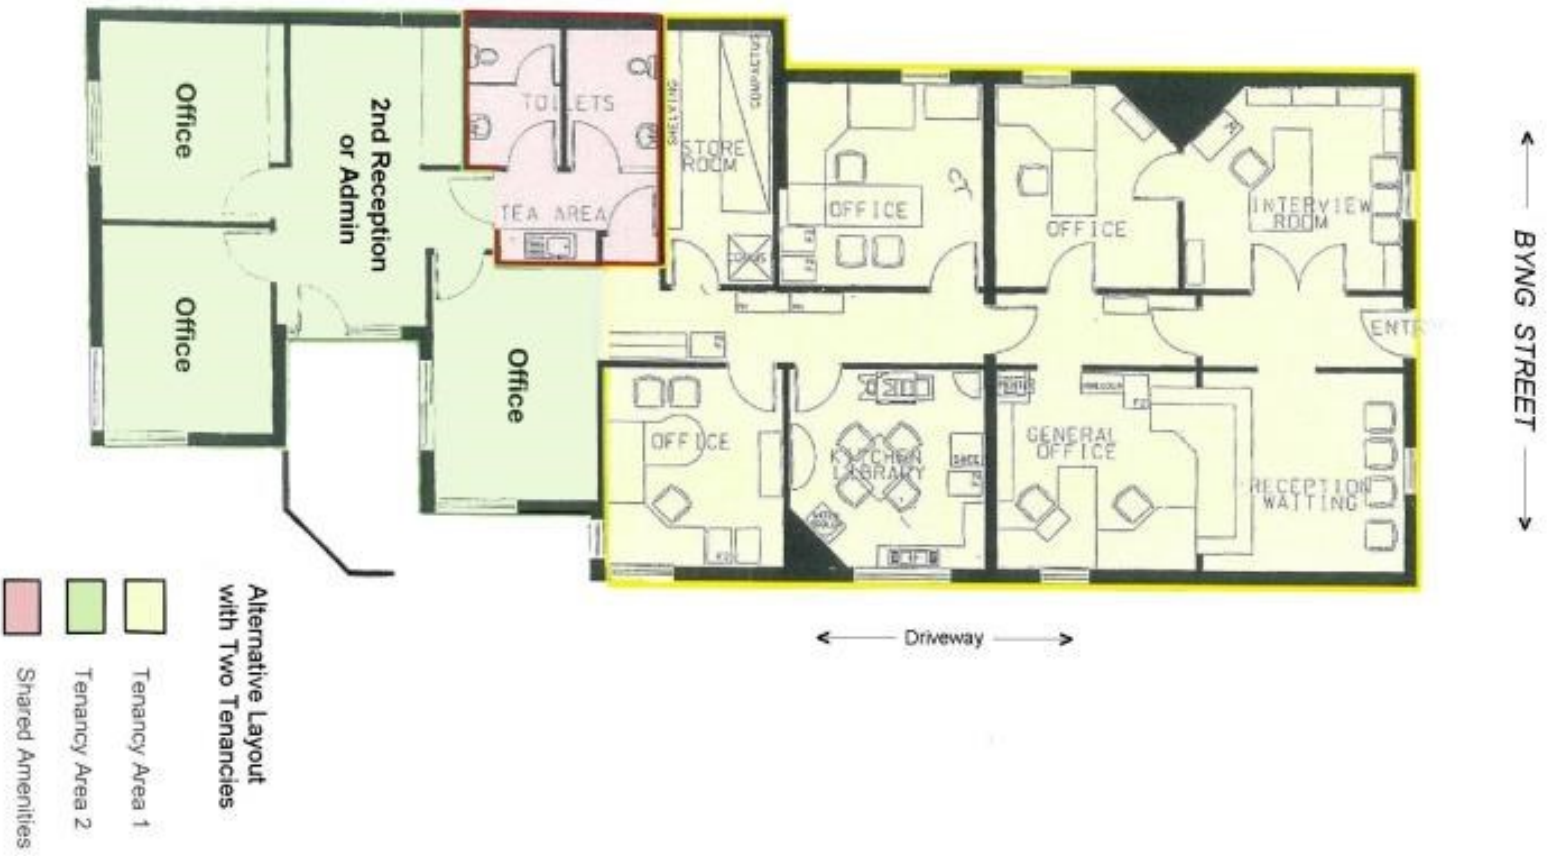 Office
2nd Reception
or Admin
TOILETS
TEA AREA
SHELVING
COMPACTUS
STORE
ROOM
OFFICE
OFFICE
INTERVIEW
ROOM
ENTRY
BYNG STREET
Office
Office
OFFICE
KITCHEN
LIBRARY
GENERAL
OFFICE
RECEPTION
WAITING
Driveway
Alternative Layout
with Two Tenancies
Tenancy Area 1
Tenancy Area 2
Shared Amenities